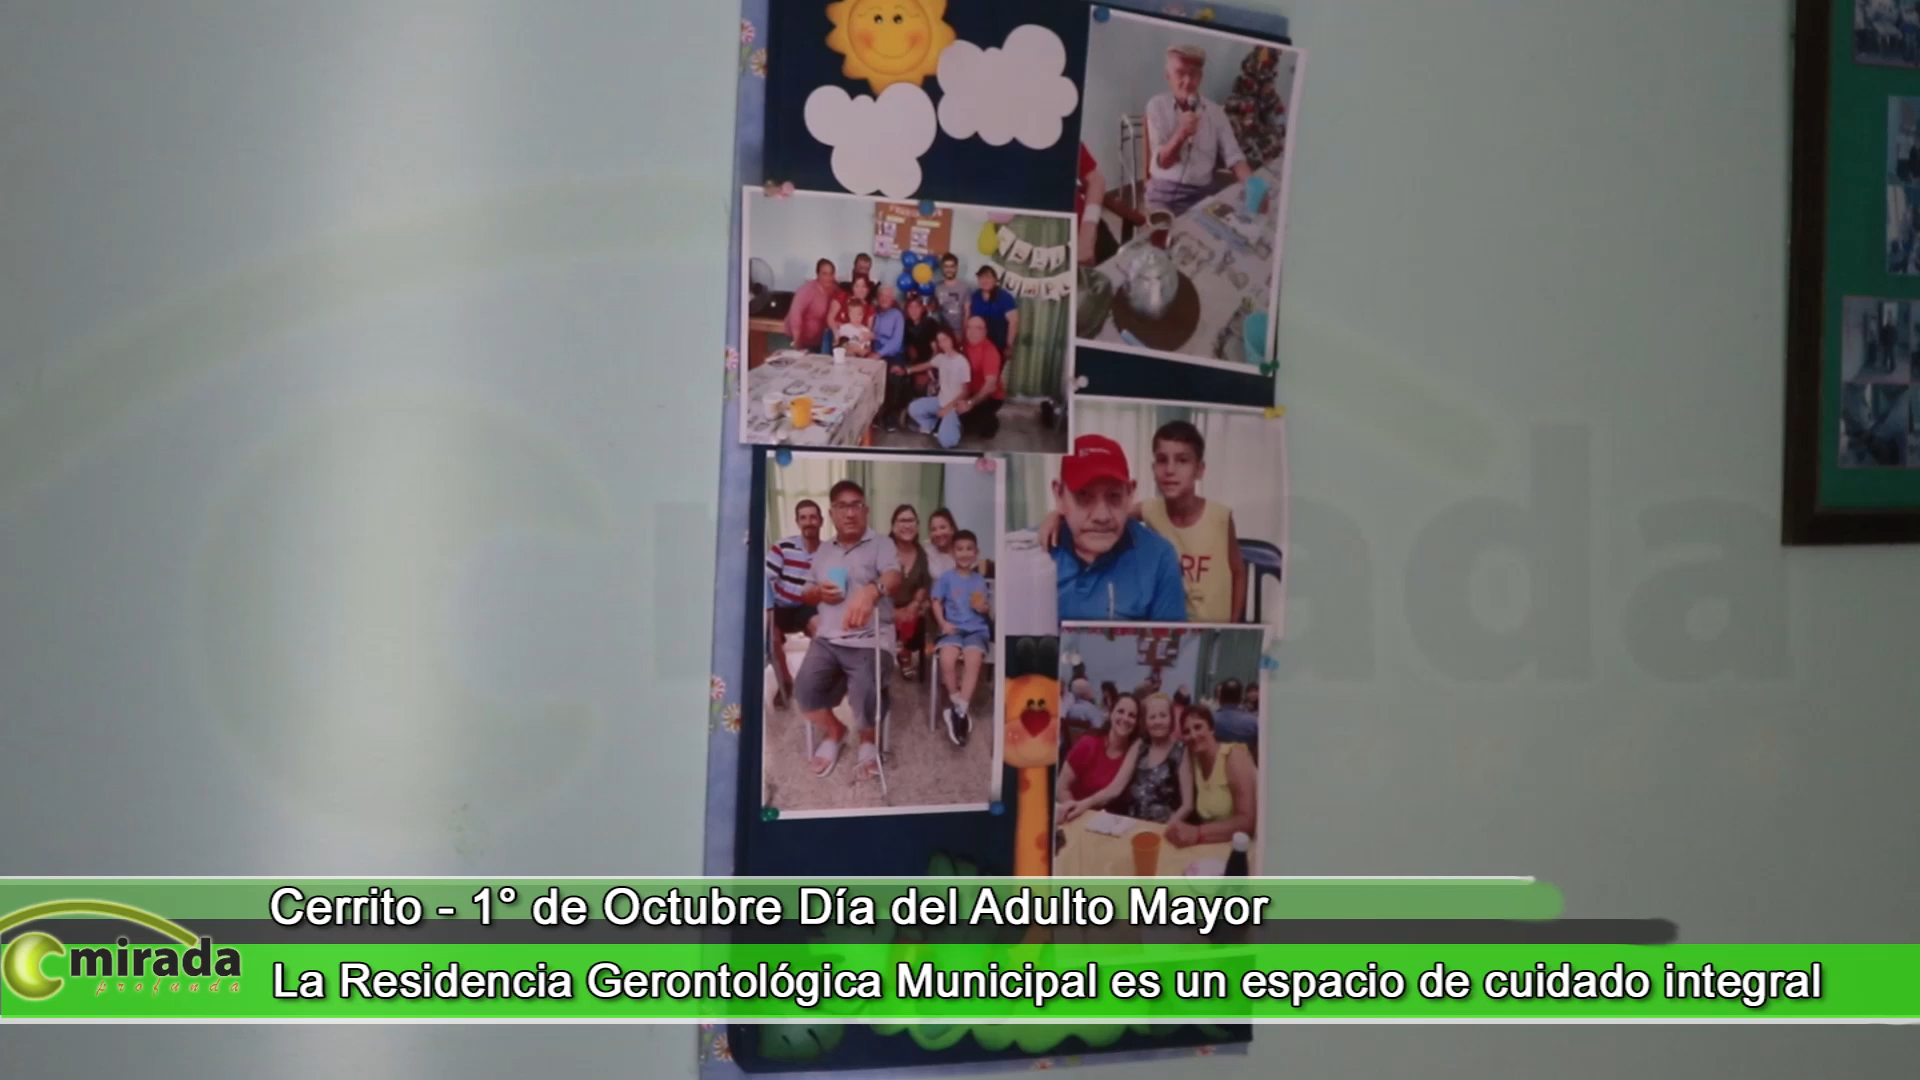 RF
Cerrito - 1° de Octubre Día del Adulto Mayor
mirada
profunda
La Residencia Gerontológica Municipal es un espacio de cuidado integral